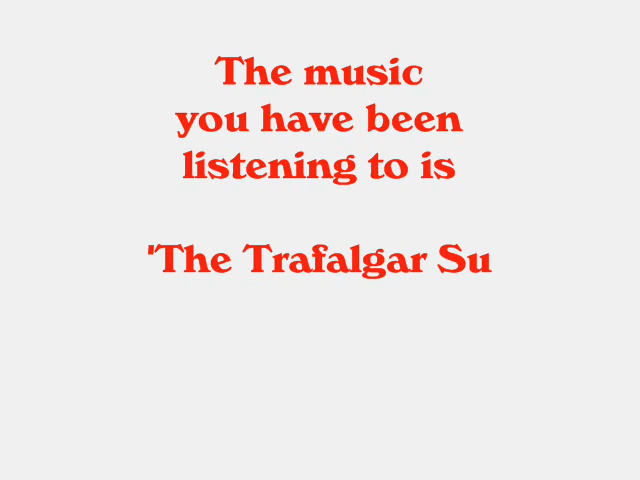 The music
you have been
listening to is
'The Trafalgar Su